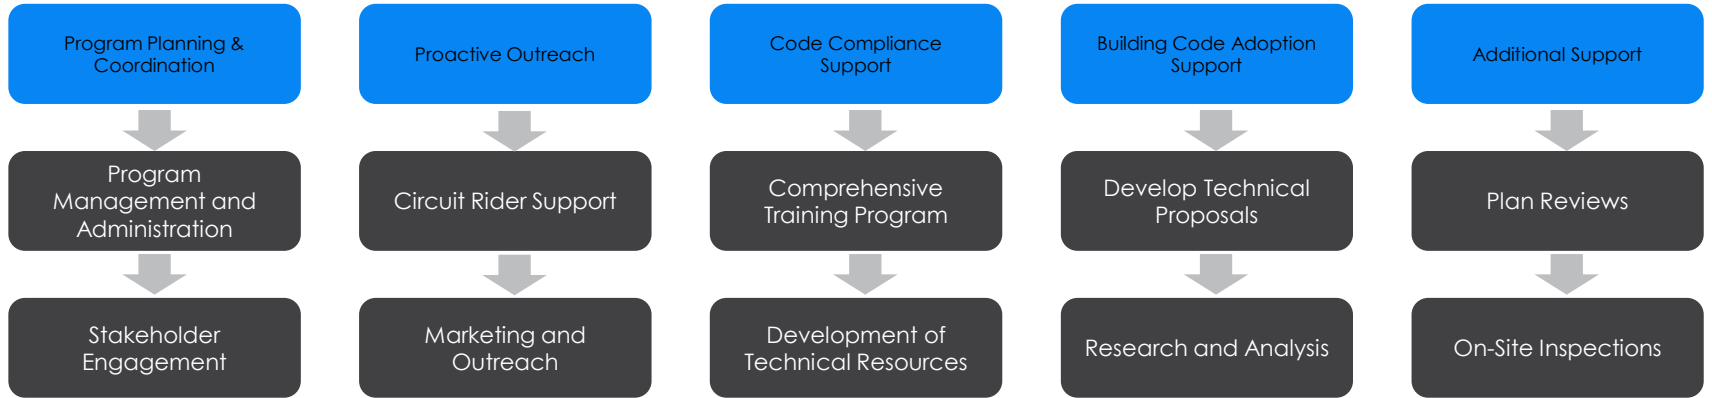 Program Planning &
Coordination
Program
Management and
Administration
Stakeholder
Engagement
Proactive Outreach
Circuit Rider Support
Marketing and
Outreach
Code Compliance
Support
Comprehensive
Training Program
Development of
Technical Resources
Building Code Adoption
Support
Develop Technical
Proposals
Research and Analysis
Additional Support
Plan Reviews
On-Site Inspections